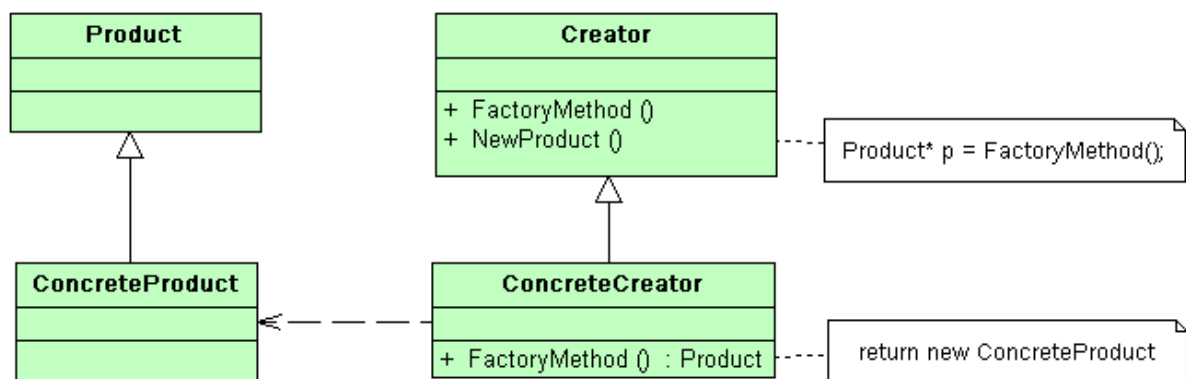 Product
Creator
+ FactoryMethod ()
+ NewProduct ()
Product* p = FactoryMethod();
ConcreteProduct
ConcreteCreator
+ FactoryMethod () : Product
return new ConcreteProduct